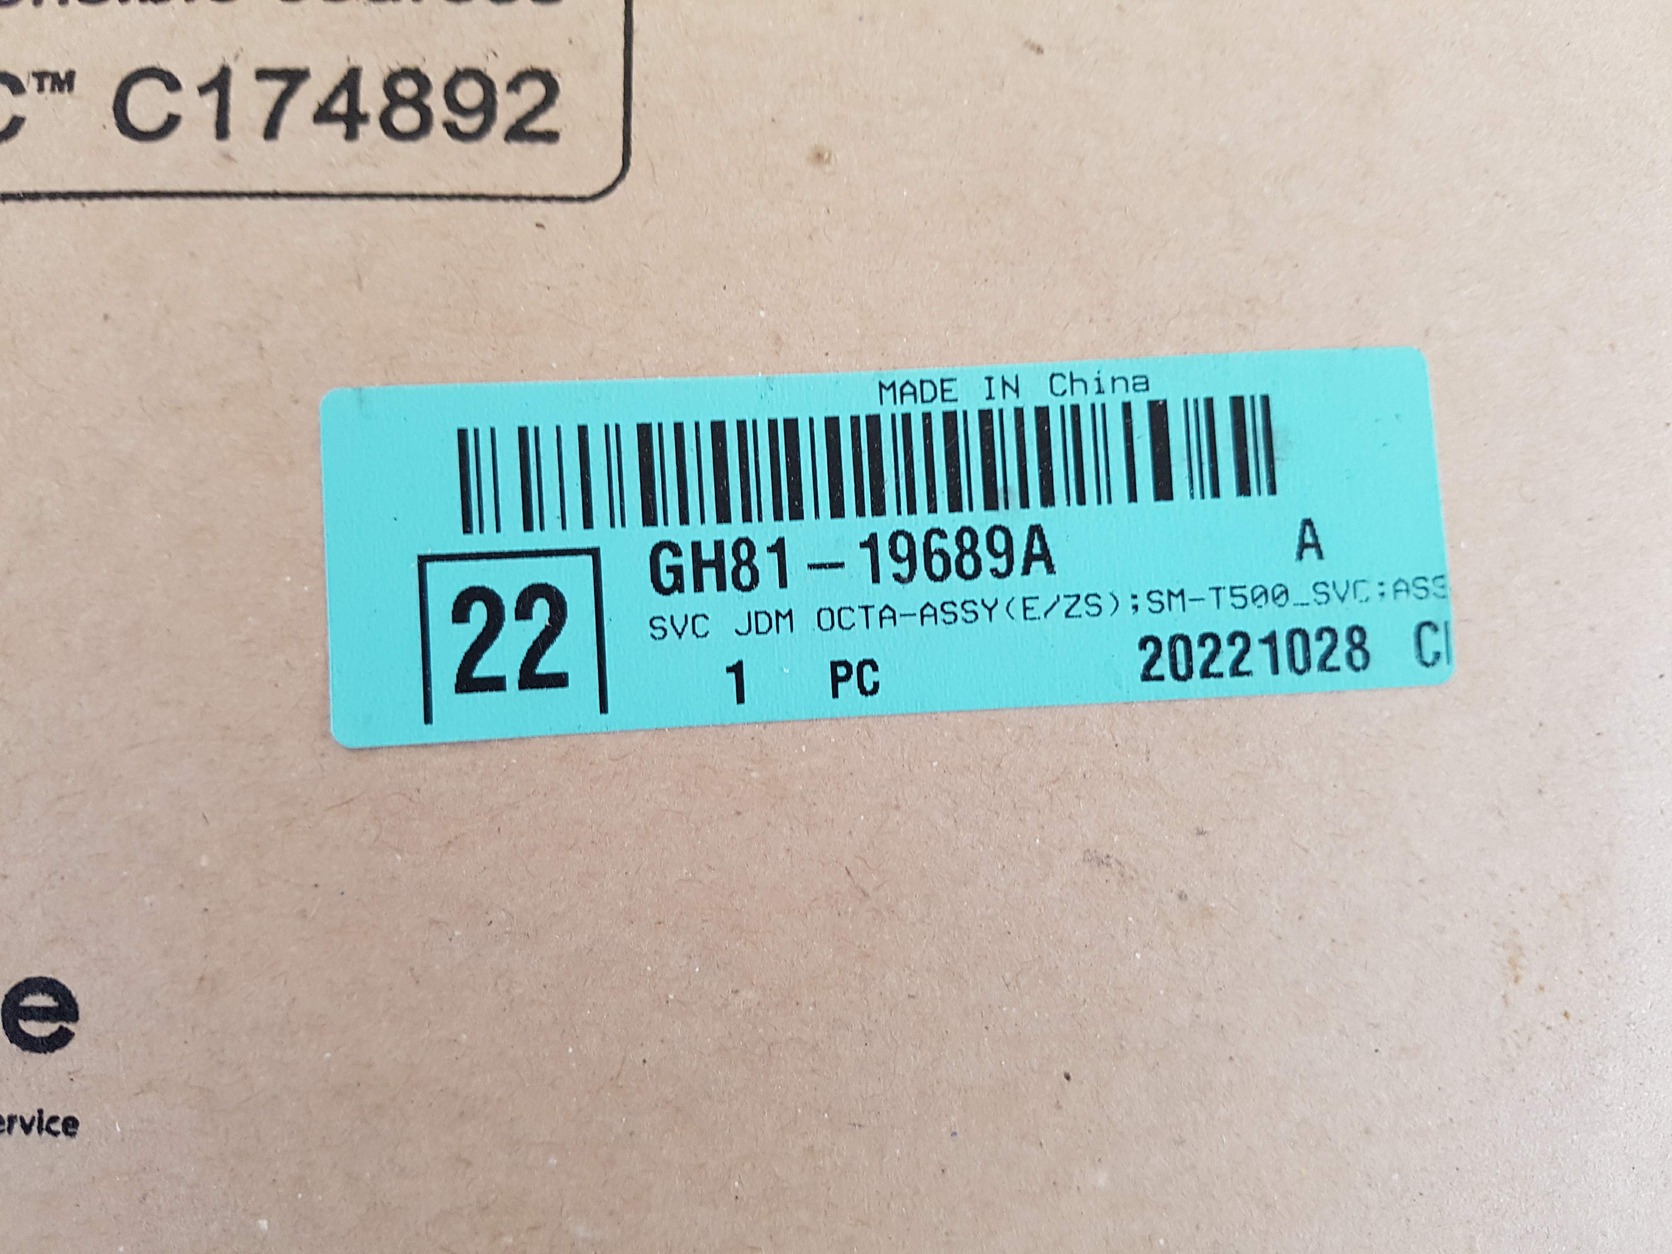 C™ C174892
MADE IN China
GH81-19689A A
22
SVC JDM OCTA-ASSY(E/ZS);SM-T500_SVC;ASS
1 PC 20221028
e
ervice